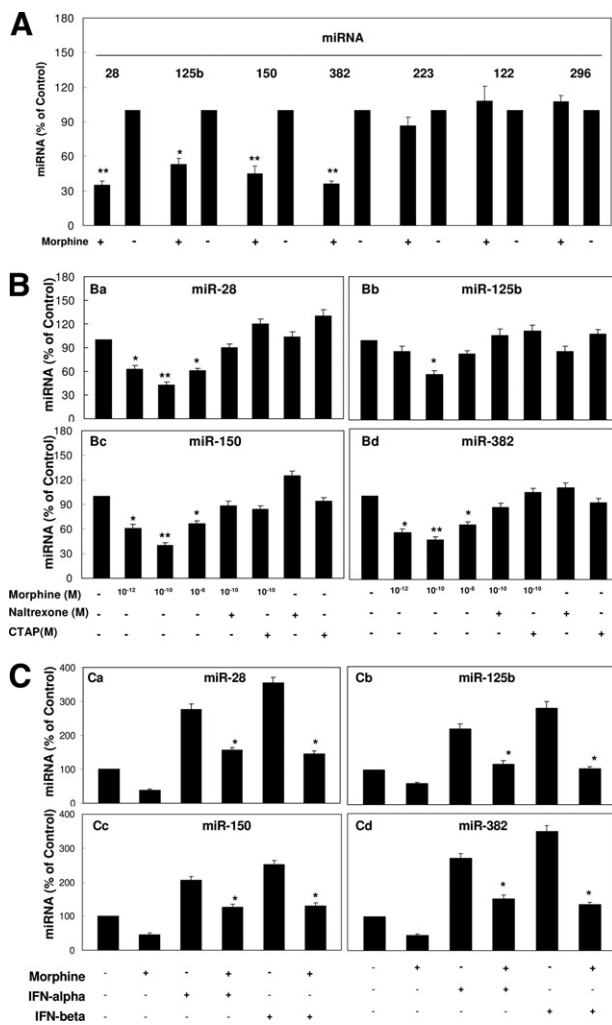 A
miRNA
28 125b 150 382 223 122 296
miRNA (% of Control)
180
150
120
90
60
30
0
** * ** **
Morphine + - + - + - + - + - + - + -
B
miRNA (% of Control)
180
150
120
90
60
30
0
Ba miR-28
* ** *
Bb miR-125b
*
miRNA (% of Control)
180
150
120
90
60
30
0
Bc miR-150
* ** *
Bd miR-382
* ** *
Morphine (M) - 10-12 10-10 10-8 10-10 10-10 - - - 10-12 10-10 10-8 10-10 10-10 - -
Naltrexone (M) - - - - + - + - - - - - + - + -
CTAP(M) - - - - - + - + - - - - - + - +
C
miRNA (% of Control)
400
300
200
100
0
Ca miR-28
* *
Cb miR-125b
* *
miRNA (% of Control)
400
300
200
100
0
Cc miR-150
* *
Cd miR-382
* *
Morphine - + - + - + - + - + - +
IFN-alpha - - + + - - - - + + - -
IFN-beta - - - - + + - - - - + +